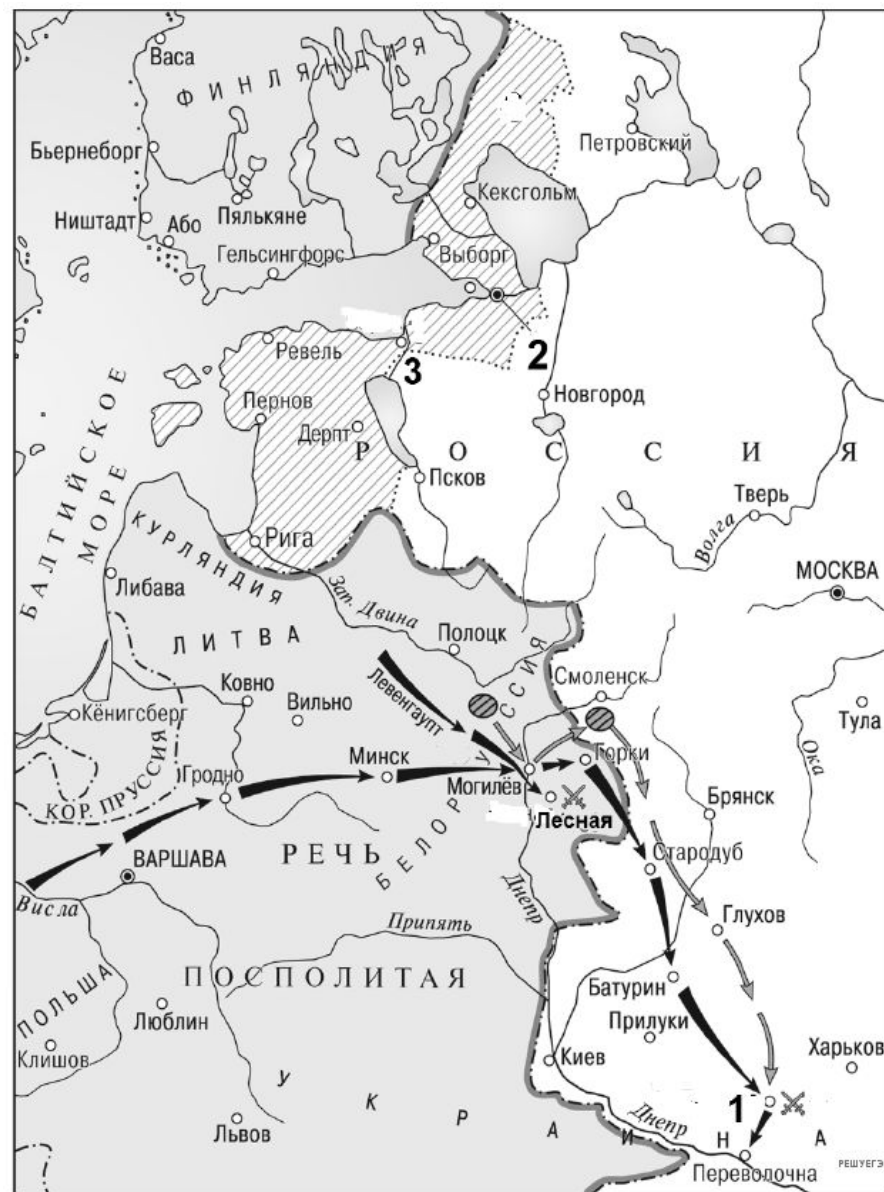 Васа
ФИНЛЯНДИЯ
Петровский
Бьернеборг
Кексгольм
Ништадт
Або
Пялькяне
Гельсингфорс
Выборг
2
Ревель
3
Пернов
Новгород
Дерпт
РОССИЯ
Псков
БАЛТИЙСКОЕ
МОРЕ
Тверь
Волга
Рига
КУРЛЯНДИЯ
МОСКВА
Либава
Зап. Двина
ЛИТВА
Полоцк
Смоленск
Ковно
Вильно
Левенгаупт
Кёнигсберг
Тула
Ока
КОР. ПРУССИЯ
Гродно
Минск
Могилёв
Горки
БЕЛОРУССИЯ
Лесная
Брянск
ВАРШАВА
РЕЧЬ
Стародуб
Висла
Днепр
Глухов
Припять
ПОСПОЛИТАЯ
ПОЛЬША
Люблин
Батурин
Прилуки
Клишов
Киев
Харьков
УКРАИНА
1
Львов
Днепр
Переволочна
РЕШУЕГЭ